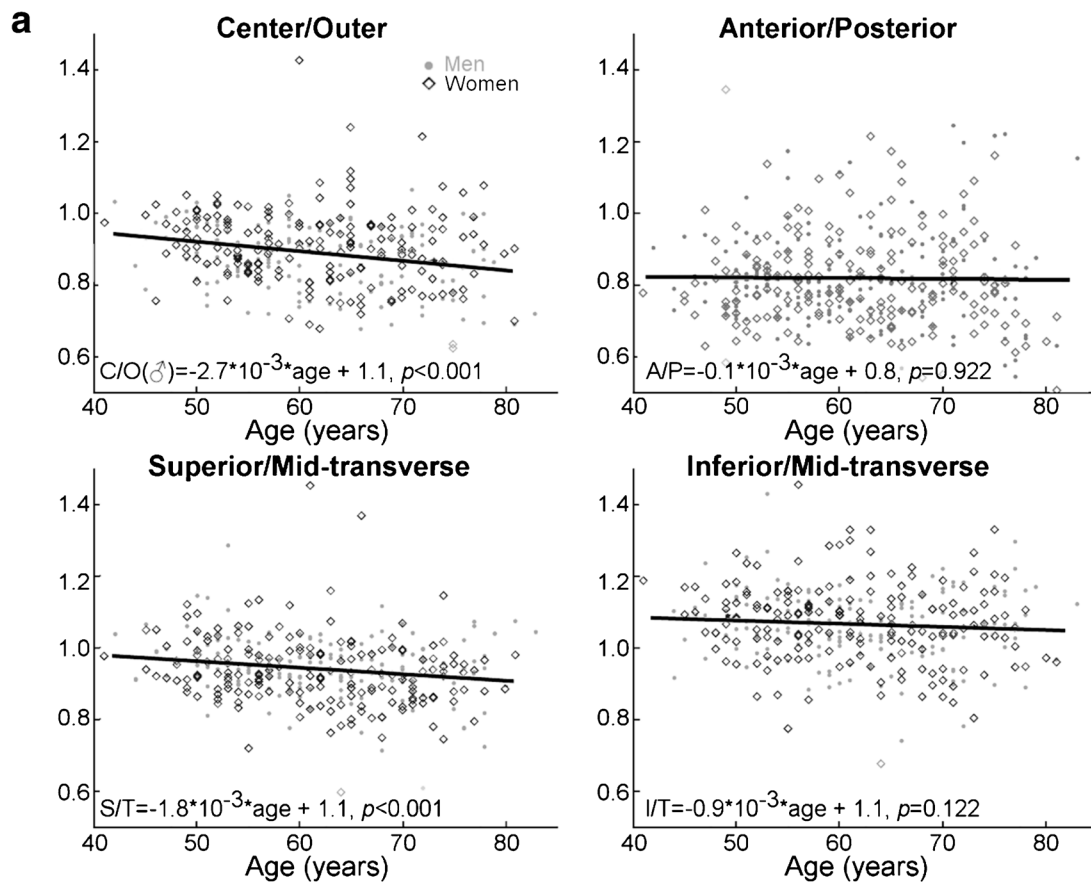 a
Center/Outer
Men
Women
1.4
1.2
1.0
0.8
0.6
C/O(♂)=-2.7*10⁻³*age + 1.1, p<0.001
40 50 60 70 80
Age (years)
Anterior/Posterior
1.4
1.2
1.0
0.8
0.6
A/P=-0.1*10⁻³*age + 0.8, p=0.922
40 50 60 70 80
Age (years)
Superior/Mid-transverse
1.4
1.2
1.0
0.8
0.6
S/T=-1.8*10⁻³*age + 1.1, p<0.001
40 50 60 70 80
Age (years)
Inferior/Mid-transverse
1.4
1.2
1.0
0.8
0.6
I/T=-0.9*10⁻³*age + 1.1, p=0.122
40 50 60 70 80
Age (years)